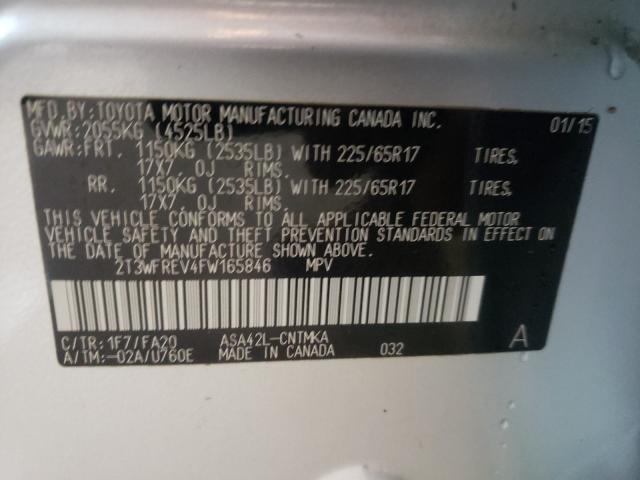 MFD.BY:TOYOTA MOTOR MANUFACTURING CANADA INC. 01/15
GVWR:2055KG (4525LB)
GAWR:FRT. 1150KG (2535LB) WITH 225/65R17 TIRES,
17X7.0J RIMS.
RR. 1150KG (2535LB) WITH 225/65R17 TIRES,
17X7.0J RIMS.
THIS VEHICLE CONFORMS TO ALL APPLICABLE FEDERAL MOTOR
VEHICLE SAFETY AND THEFT PREVENTION STANDARDS IN EFFECT ON
THE DATE OF MANUFACTURE SHOWN ABOVE.
2T3WFREV4FW165846 MPV
C/TR:1F7/FA20 ASA42L-CNTMKA
A/TM:-02A/U760E MADE IN CANADA 032 A